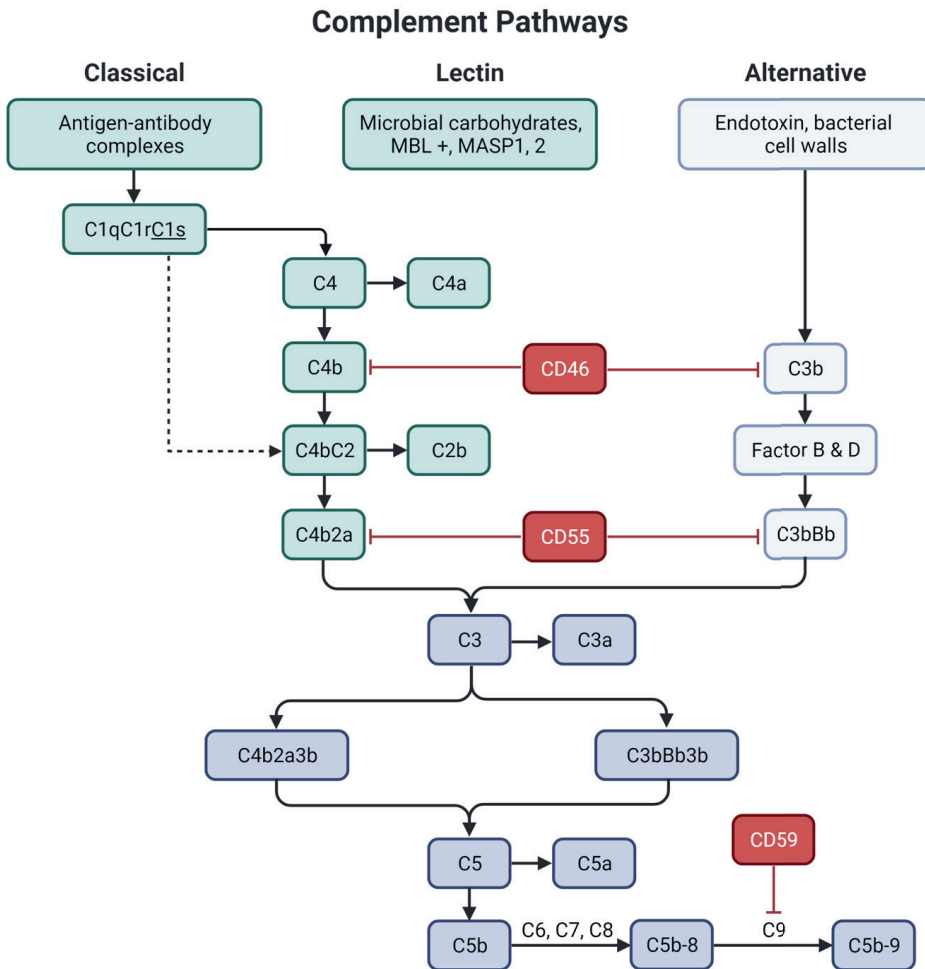 Complement Pathways
Classical
Lectin
Alternative
Antigen-antibody
complexes
Microbial carbohydrates,
MBL +, MASP1, 2
Endotoxin, bacterial
cell walls
C1qC1rC1s
C4
C4a
C4b
CD46
C3b
C4bC2
C2b
Factor B & D
C4b2a
CD55
C3bBb
C3
C3a
C4b2a3b
C3bBb3b
CD59
C5
C5a
C5b
C6, C7, C8
C5b-8
C9
C5b-9